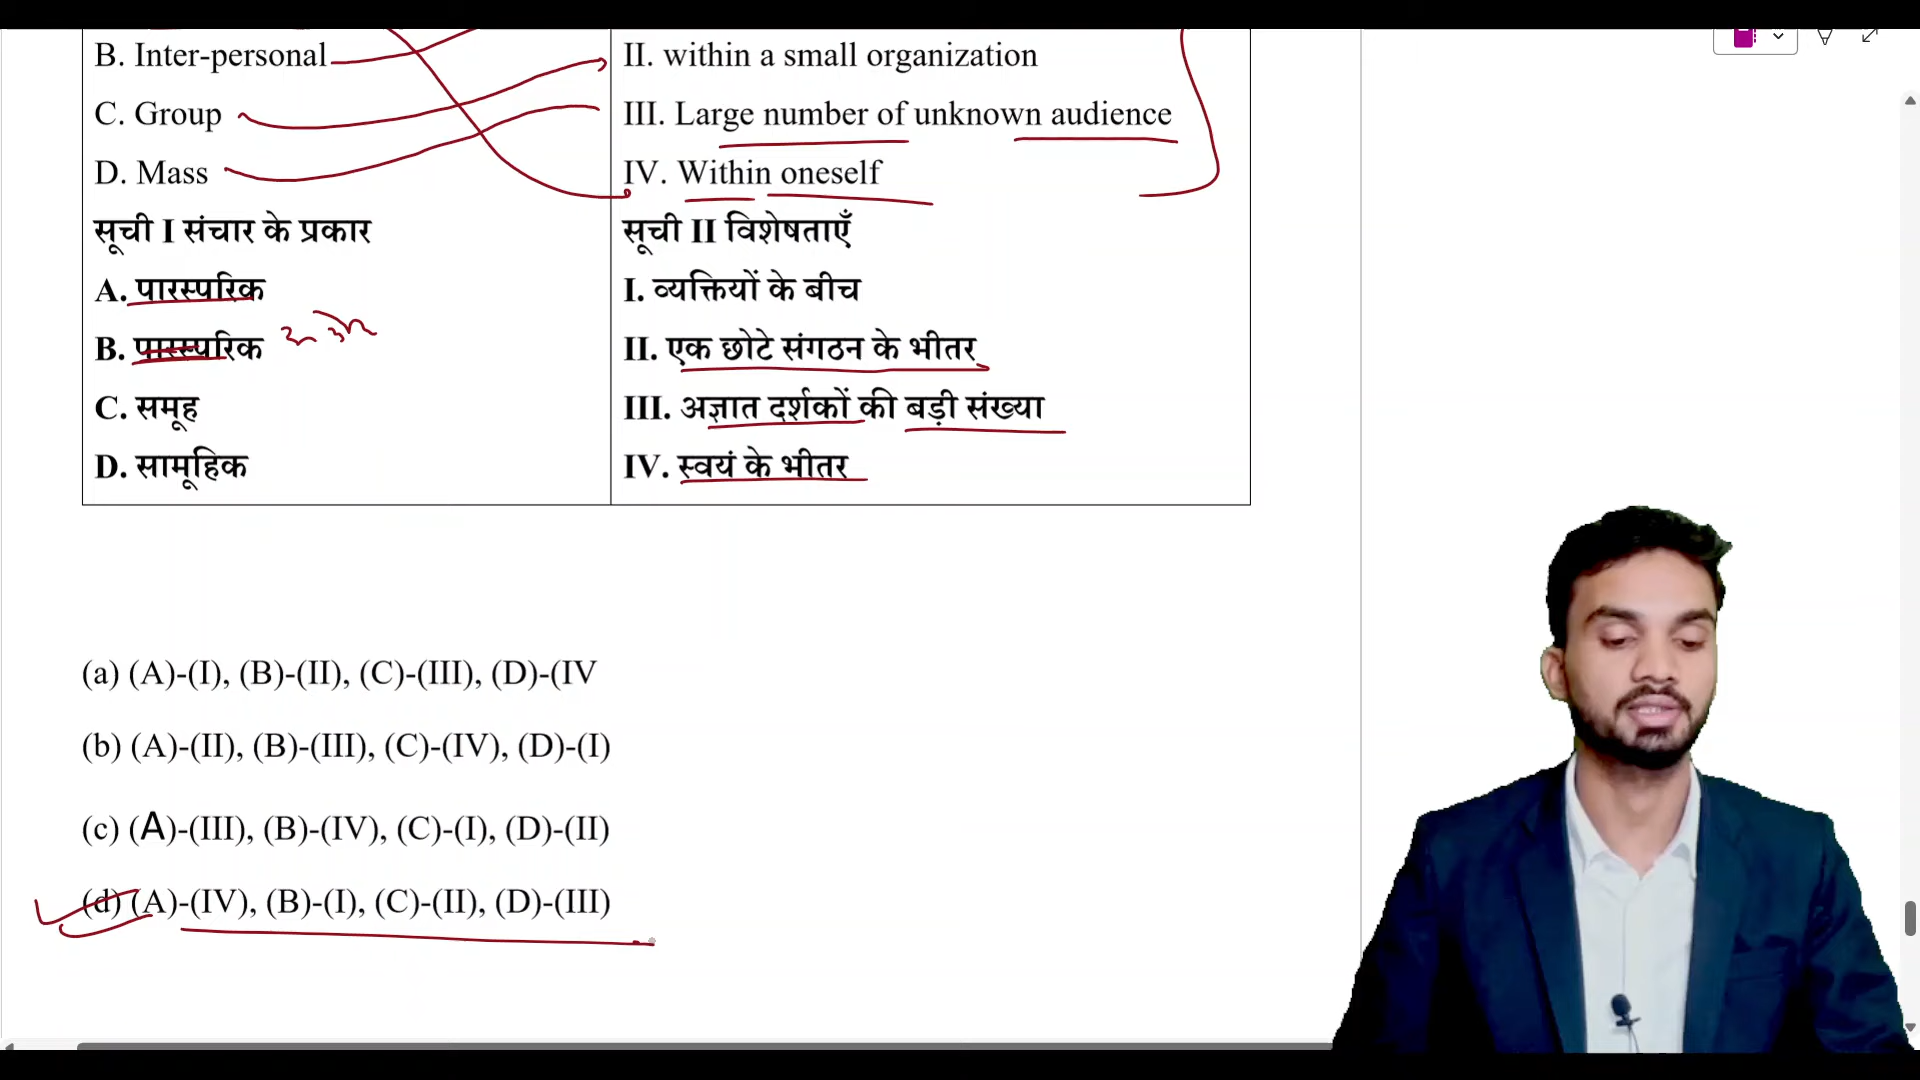 B. Inter-personal
II. within a small organization
C. Group
III. Large number of unknown audience
D. Mass
IV. Within oneself
सूची I संचार के प्रकार
सूची II विशेषताएँ
A. पारस्परिक
I. व्यक्तियों के बीच
B. पारस्परिक
II. एक छोटे संगठन के भीतर
C. समूह
III. अज्ञात दर्शकों की बड़ी संख्या
D. सामूहिक
IV. स्वयं के भीतर
(a) (A)-(I), (B)-(II), (C)-(III), (D)-(IV
(b) (A)-(II), (B)-(III), (C)-(IV), (D)-(I)
(c) (A)-(III), (B)-(IV), (C)-(I), (D)-(II)
(d) (A)-(IV), (B)-(I), (C)-(II), (D)-(III)